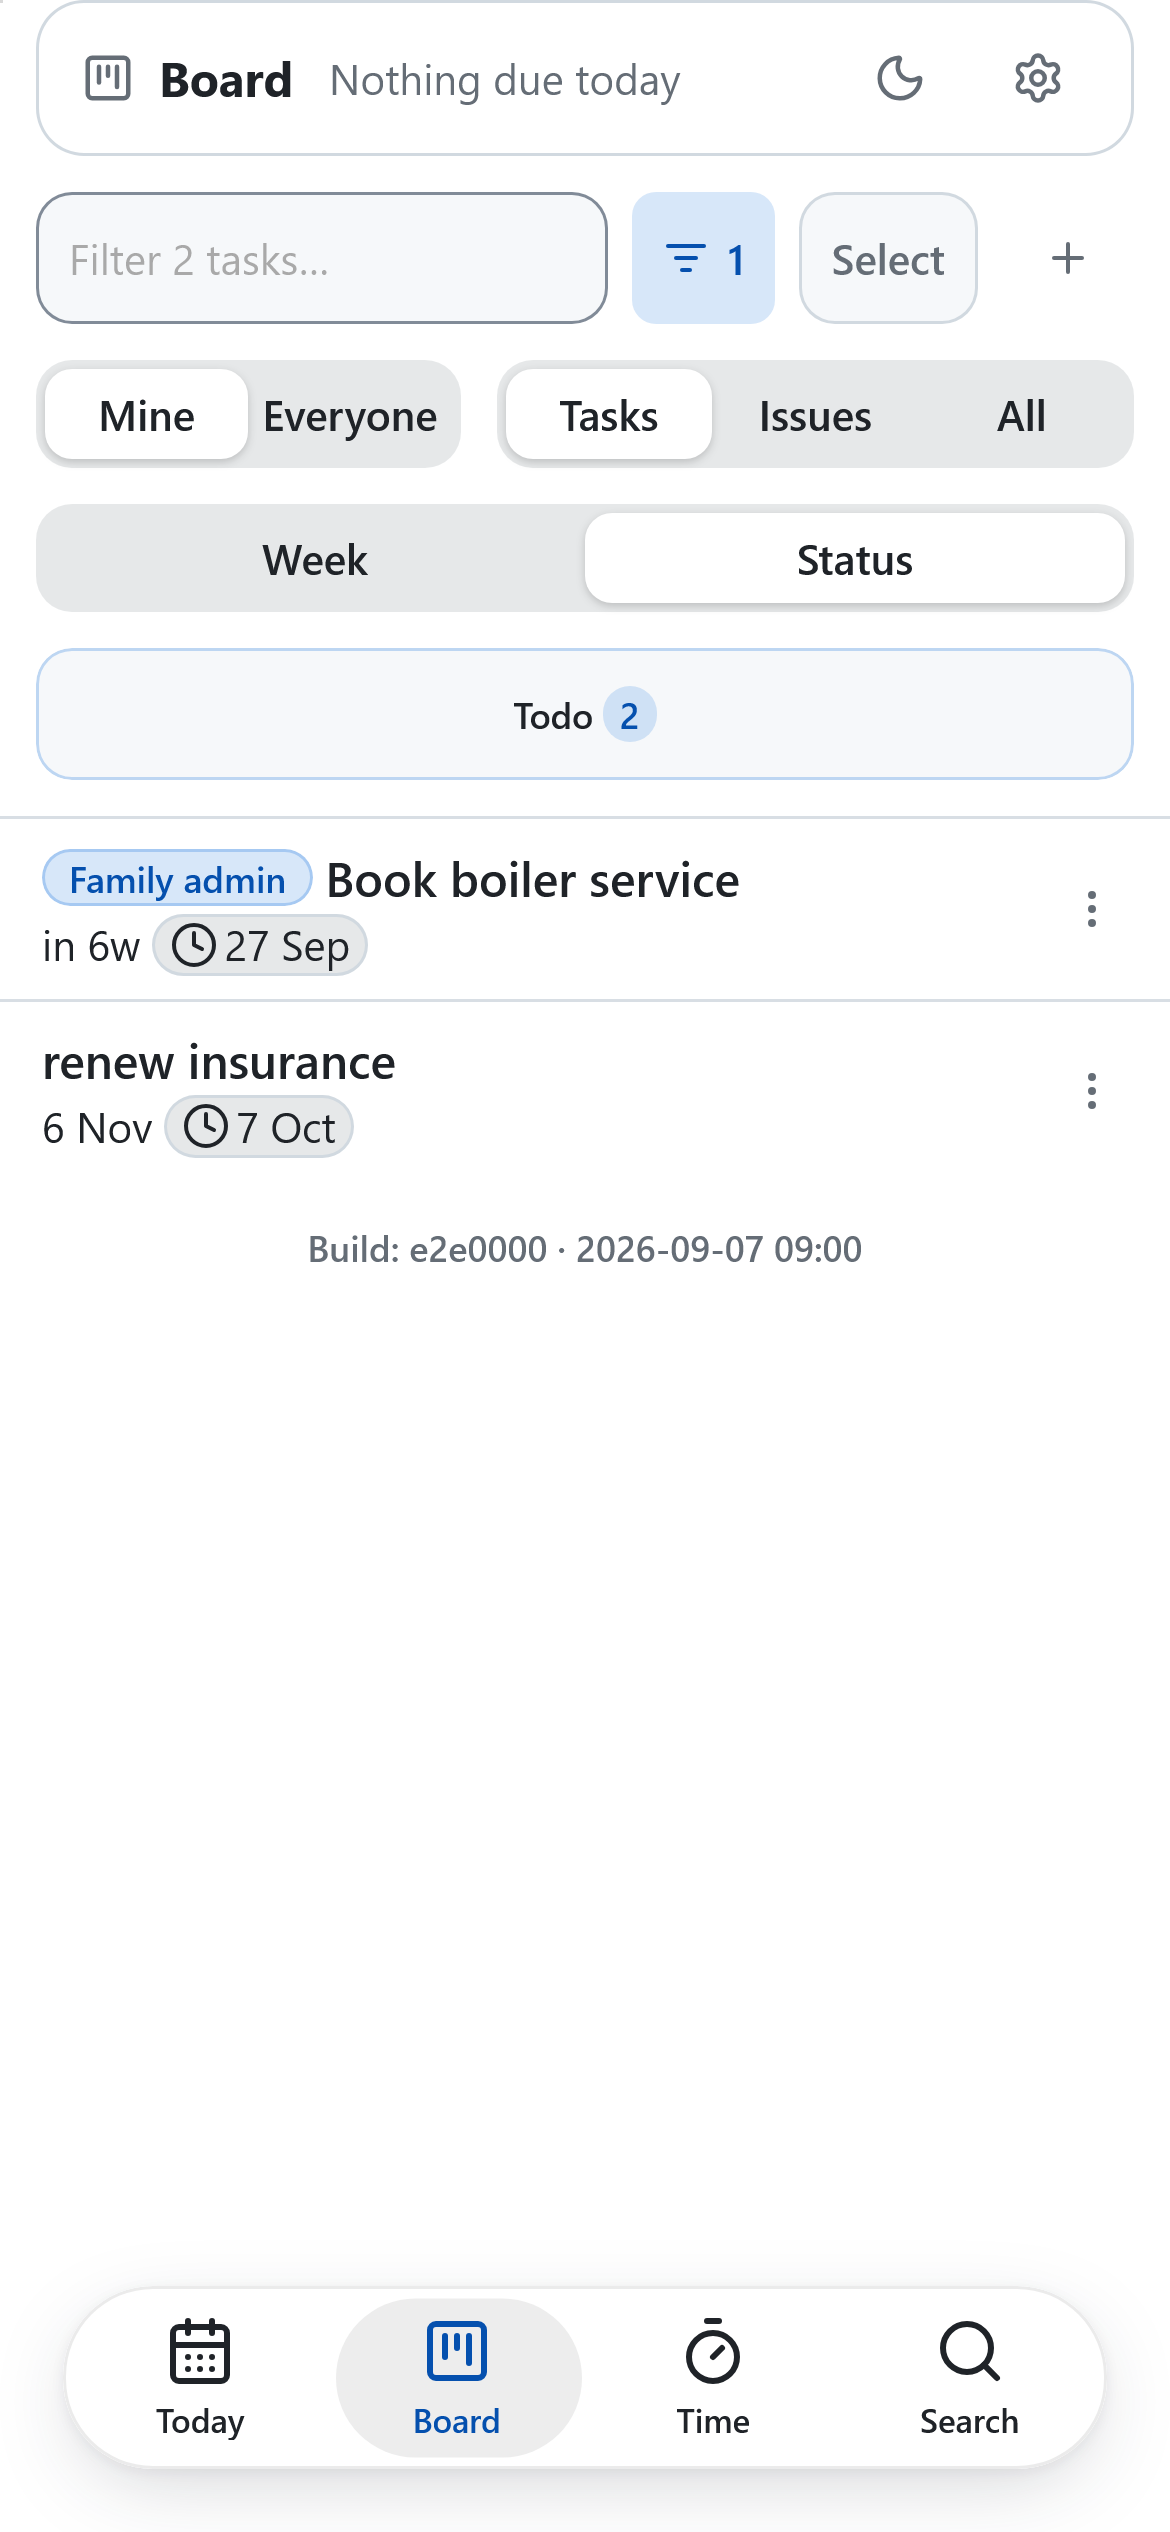 Board Nothing due today
Filter 2 tasks... 1 Select +
Mine Everyone Tasks Issues All
Week Status
Todo 2
Family admin Book boiler service
in 6w 27 Sep
renew insurance
6 Nov 7 Oct
Build: e2e0000 · 2026-09-07 09:00
Today Board Time Search